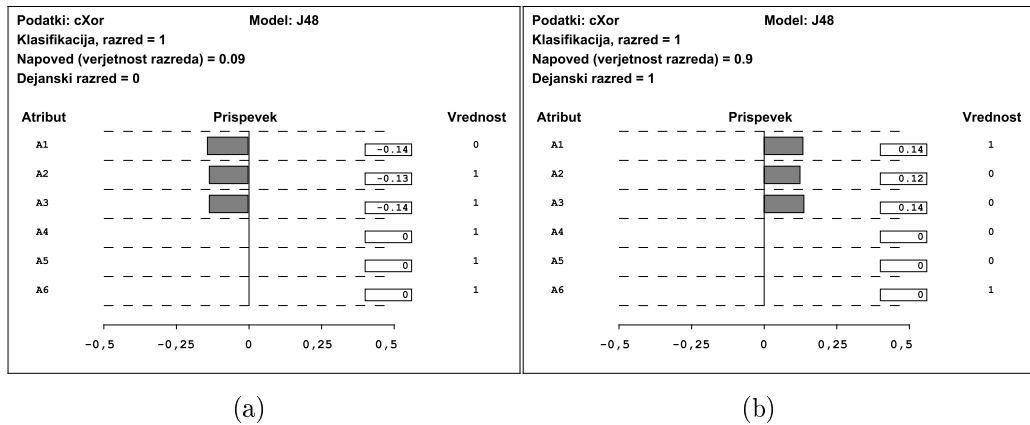 Podatki: cXor Model: J48
Klasifikacija, razred = 1
Napoved (verjetnost razreda) = 0.09
Dejanski razred = 0
Atribut Prispevek Vrednost
A1 -0.14 0
A2 -0.13 1
A3 -0.14 1
A4 0 1
A5 0 1
A6 0 1
-0,5 -0,25 0 0,25 0,5
(a)
Podatki: cXor Model: J48
Klasifikacija, razred = 1
Napoved (verjetnost razreda) = 0.9
Dejanski razred = 1
Atribut Prispevek Vrednost
A1 0.14 1
A2 0.12 0
A3 0.14 0
A4 0 0
A5 0 0
A6 0 1
-0,5 -0,25 0 0,25 0,5
(b)